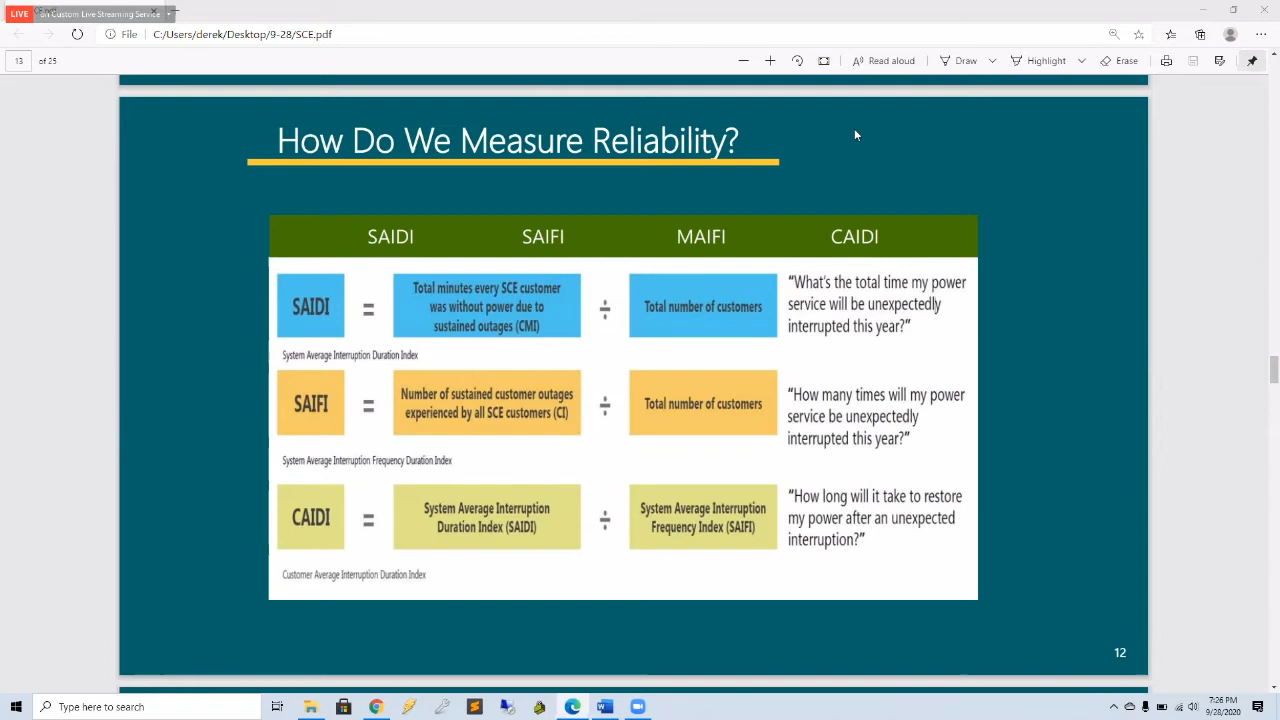 LIVE
on Custom Live Streaming Service
File
C:/Users/derek/Desktop/9-28/SCE.pdf
13
of 25
Read aloud
Draw
Highlight
Erase
How Do We Measure Reliability?
SAIDI SAIFI MAIFI CAIDI
SAIDI
=
Total minutes every SCE customer
was without power due to
sustained outages (CMI)
÷
Total number of customers
“What's the total time my power
service will be unexpectedly
interrupted this year?”
System Average Interruption Duration Index
SAIFI
=
Number of sustained customer outages
experienced by all SCE customers (CI)
÷
Total number of customers
“How many times will my power
service be unexpectedly
interrupted this year?”
System Average Interruption Frequency Duration Index
CAIDI
=
System Average Interruption
Duration Index (SAIDI)
÷
System Average Interruption
Frequency Index (SAIFI)
“How long will it take to restore
my power after an unexpected
interruption?”
Customer Average Interruption Duration Index
12
Type here to search
7:26 PM
9/28/2020